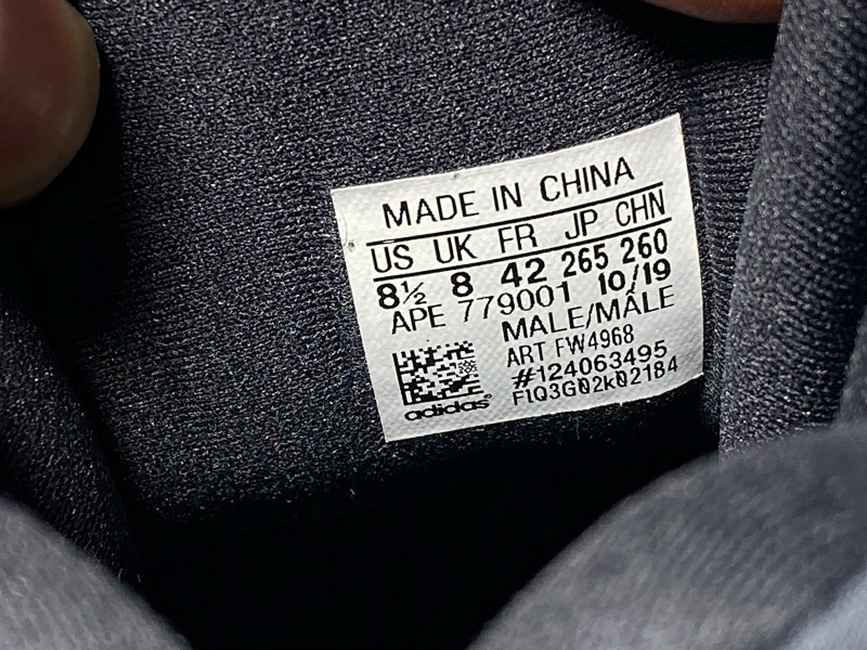 MADE IN CHINA
US UK FR JP CHN
8½ 8 42 265 260
APE 779001 10/19
MALE/MÂLE
ART FW4968
#124063495
F1Q3G02k02184
adidas®